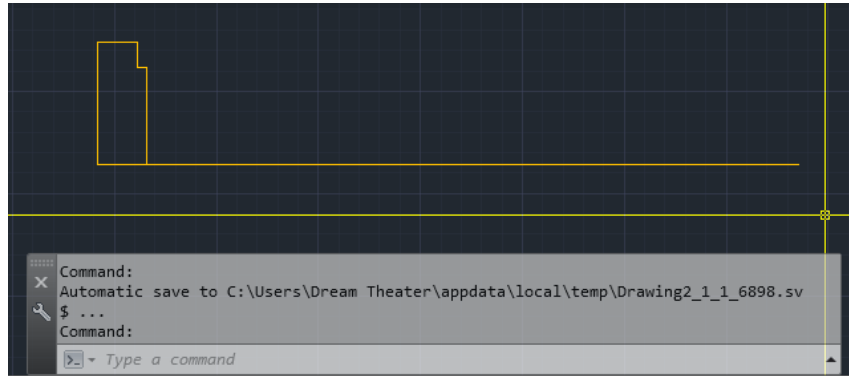 Command:
Automatic save to C:\Users\Dream Theater\appdata\local\temp\Drawing2_1_1_6898.sv
$ ...
Command:
Type a command